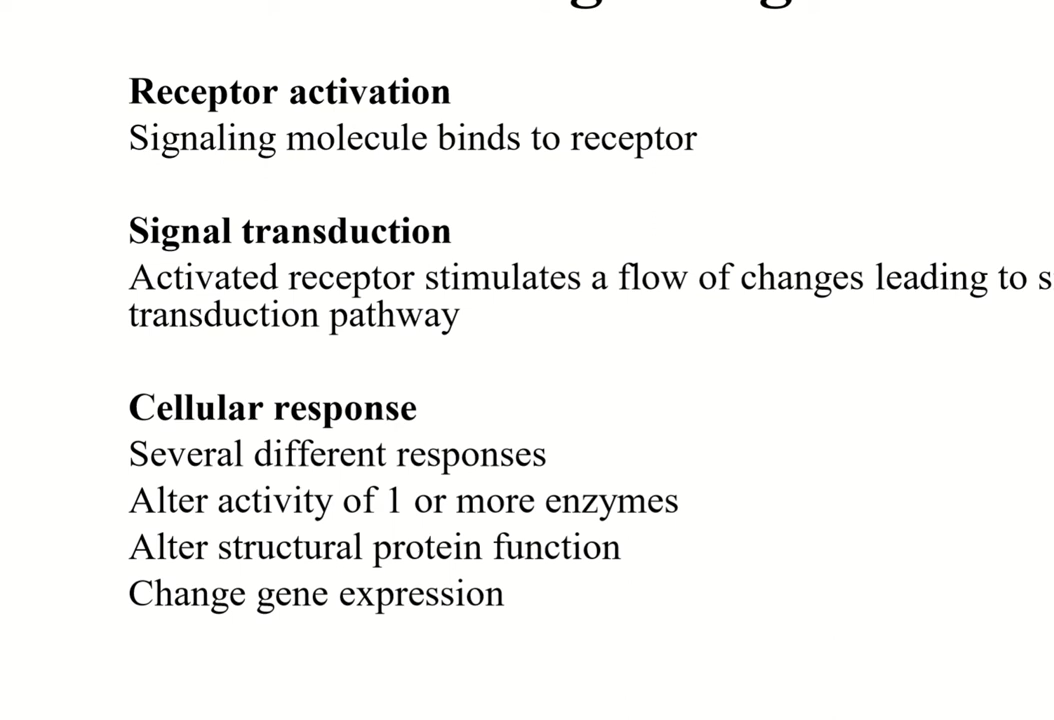 Receptor activation
Signaling molecule binds to receptor
Signal transduction
Activated receptor stimulates a flow of changes leading to
transduction pathway
Cellular response
Several different responses
Alter activity of 1 or more enzymes
Alter structural protein function
Change gene expression